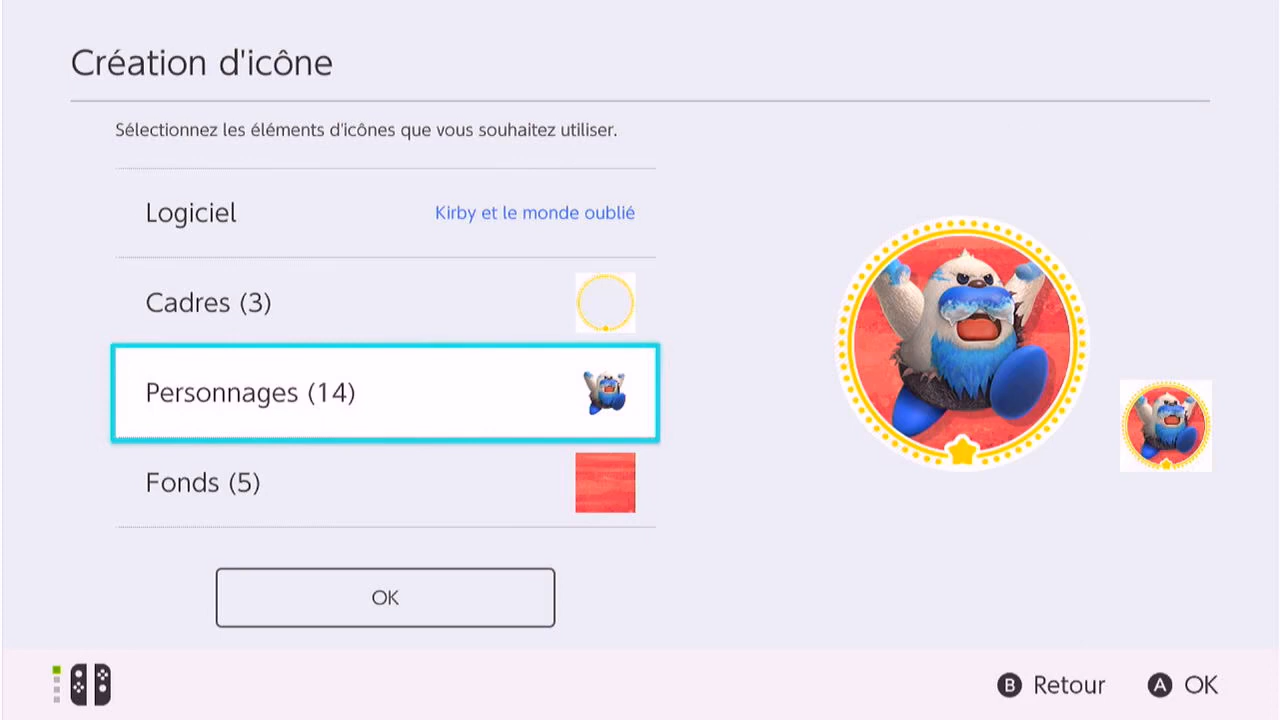 Création d'icône
Sélectionnez les éléments d'icônes que vous souhaitez utiliser.
Logiciel Kirby et le monde oublié
Cadres (3)
Personnages (14)
Fonds (5)
OK
B Retour A OK